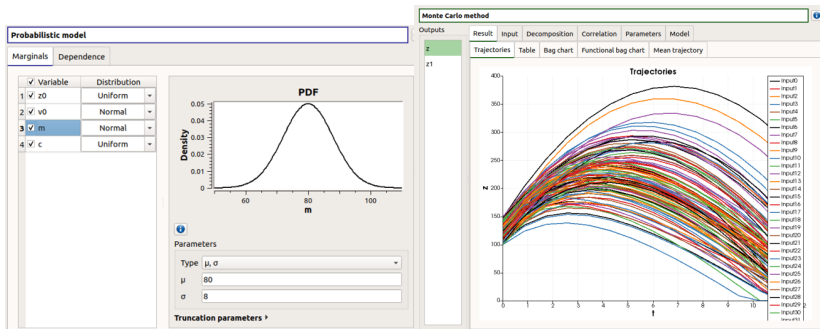 Probabilistic model
Marginals Dependence
Variable Distribution
1 z0 Uniform
2 v0 Normal
3 m Normal
4 c Uniform
PDF
Density
0.05
0.04
0.03
0.02
0.01
0
60 80 100
m
Parameters
Type μ, σ
μ 80
σ 8
Truncation parameters
Monte Carlo method
Outputs
z
z1
Result Input Decomposition Correlation Parameters Model
Trajectories Table Bag chart Functional bag chart Mean trajectory
Trajectories
z
400
350
300
250
200
150
100
50
0
0 1 2 3 4 5 6 7 8 9 10
t
Input0
Input1
Input2
Input3
Input4
Input5
Input6
Input7
Input8
Input9
Input10
Input11
Input12
Input13
Input14
Input15
Input16
Input17
Input18
Input19
Input20
Input21
Input22
Input23
Input24
Input25
Input26
Input27
Input28
Input29
Input30